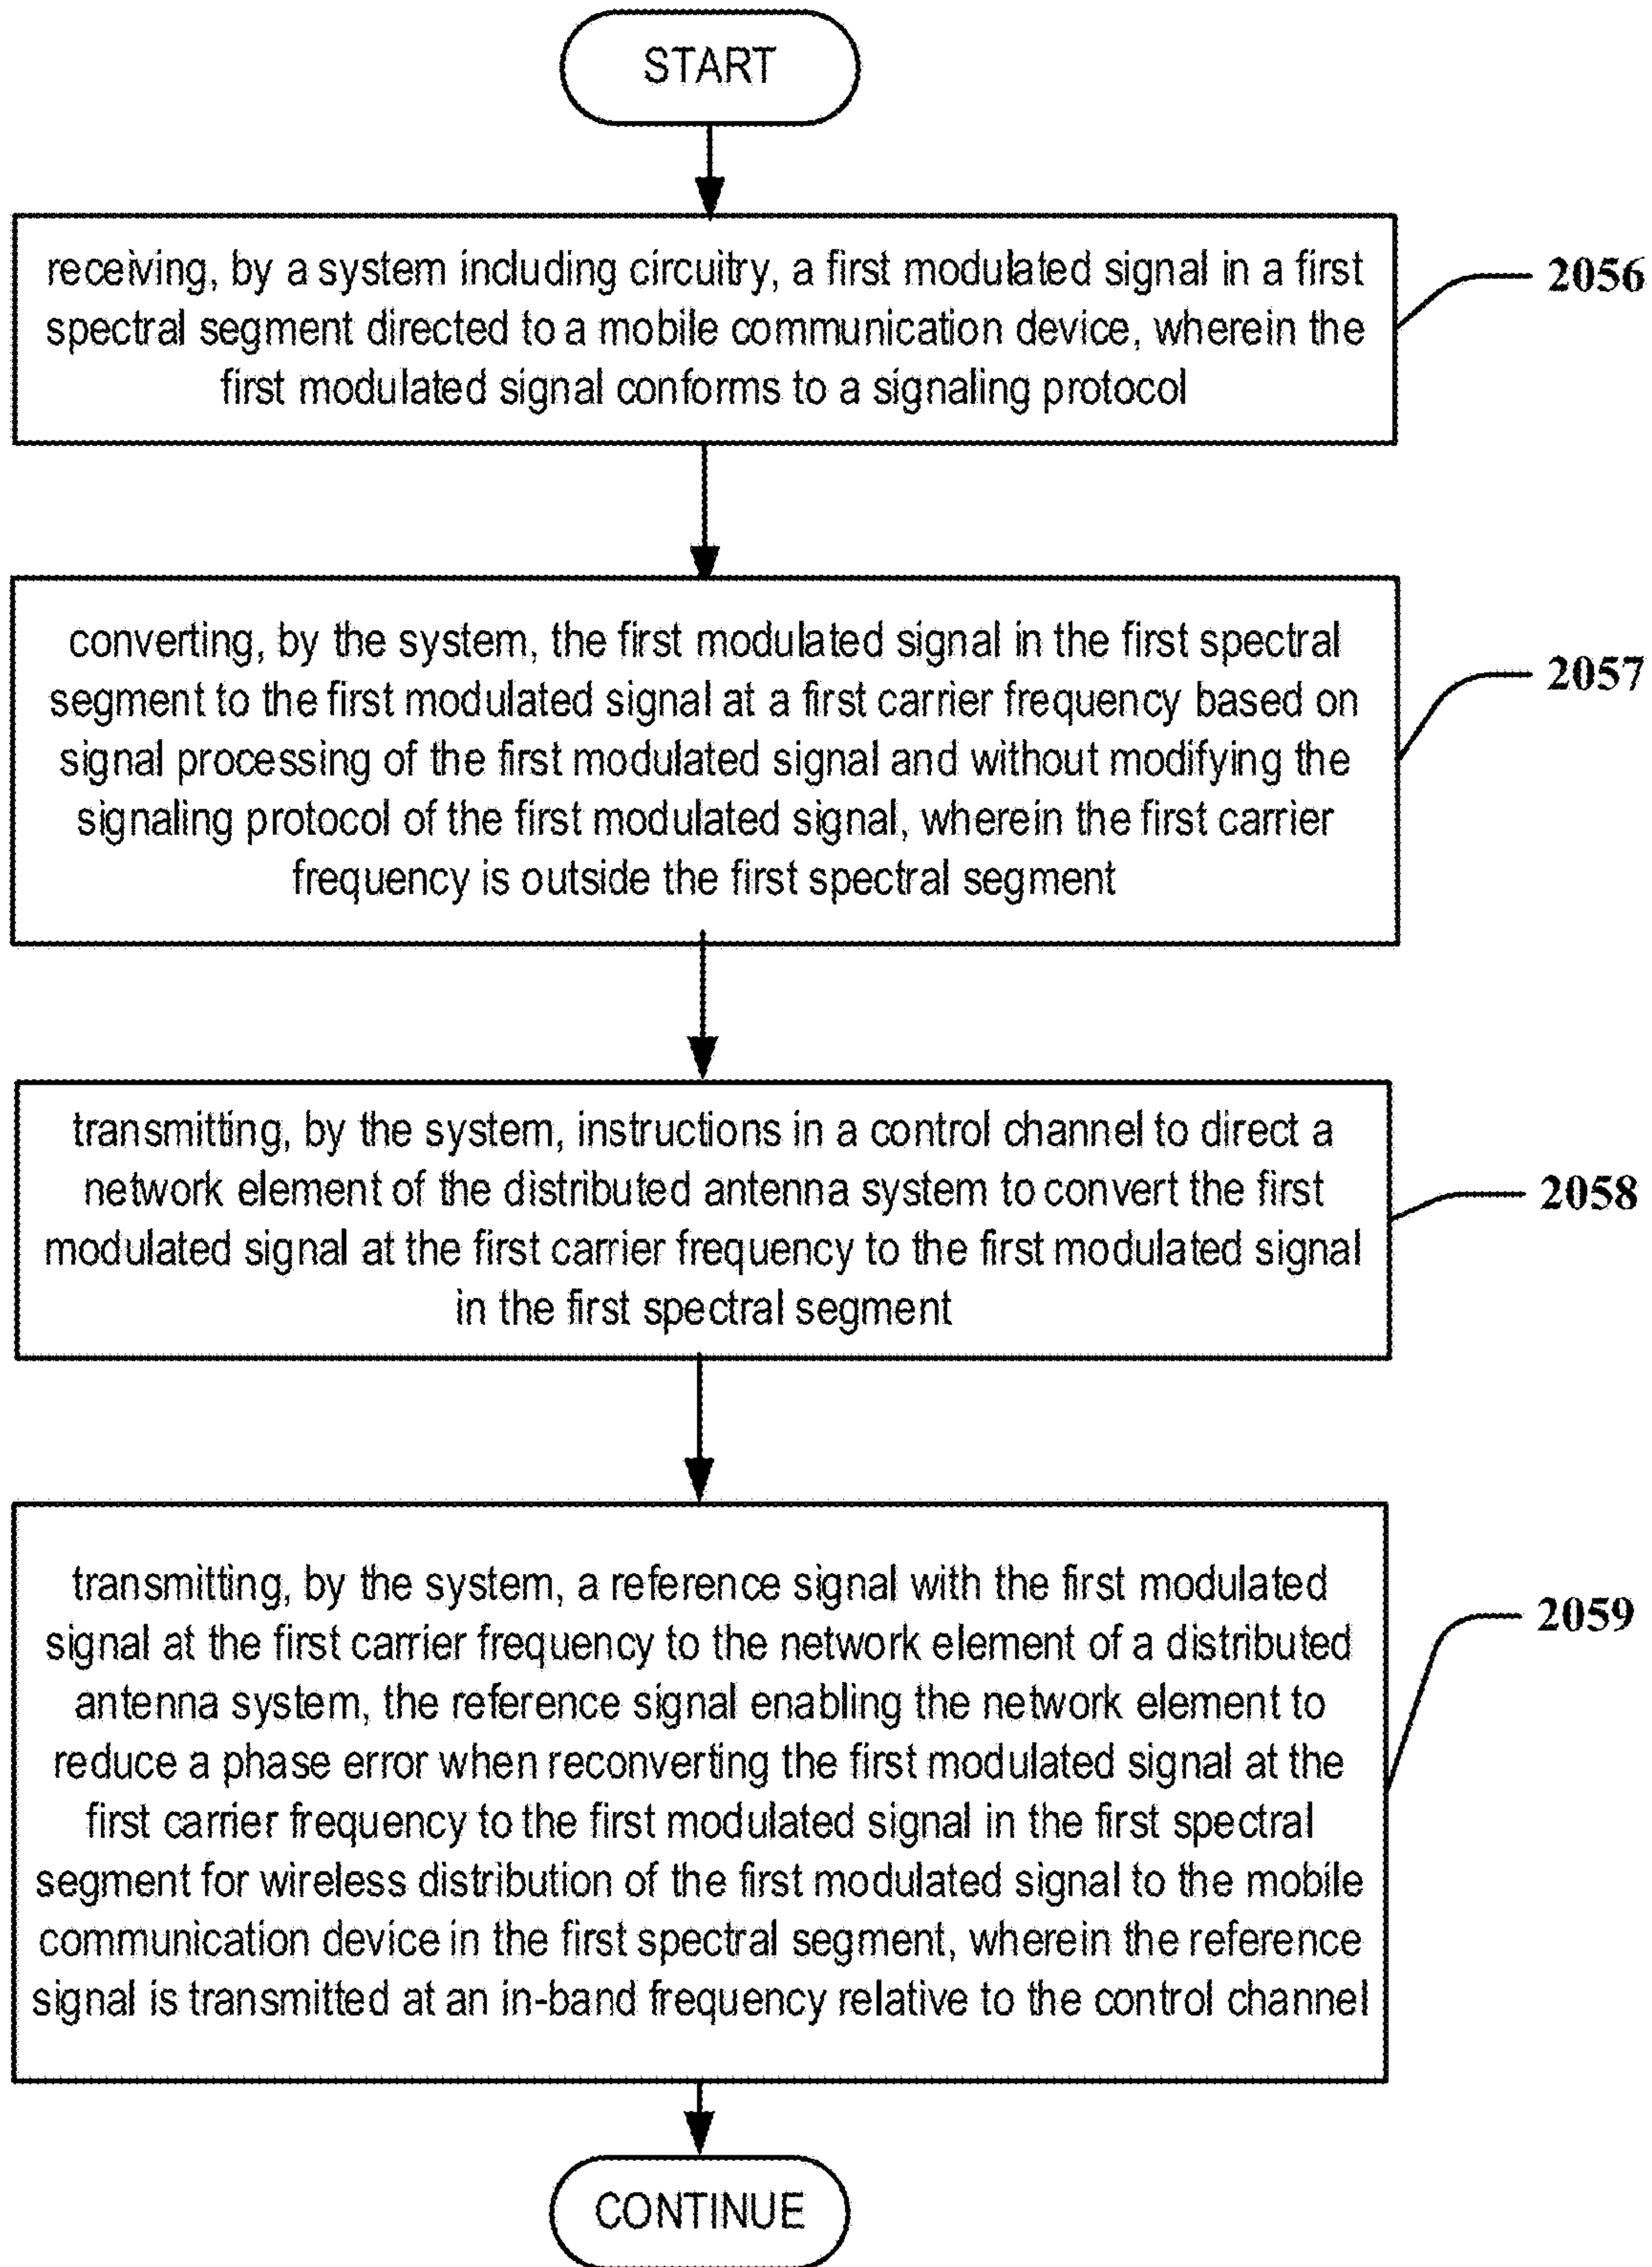 START
receiving, by a system including circuitry, a first modulated signal in a first
spectral segment directed to a mobile communication device, wherein the
first modulated signal conforms to a signaling protocol
2056
converting, by the system, the first modulated signal in the first spectral
segment to the first modulated signal at a first carrier frequency based on
signal processing of the first modulated signal and without modifying the
signaling protocol of the first modulated signal, wherein the first carrier
frequency is outside the first spectral segment
2057
transmitting, by the system, instructions in a control channel to direct a
network element of the distributed antenna system to convert the first
modulated signal at the first carrier frequency to the first modulated signal
in the first spectral segment
2058
transmitting, by the system, a reference signal with the first modulated
signal at the first carrier frequency to the network element of a distributed
antenna system, the reference signal enabling the network element to
reduce a phase error when reconverting the first modulated signal at the
first carrier frequency to the first modulated signal in the first spectral
segment for wireless distribution of the first modulated signal to the mobile
communication device in the first spectral segment, wherein the reference
signal is transmitted at an in-band frequency relative to the control channel
2059
CONTINUE